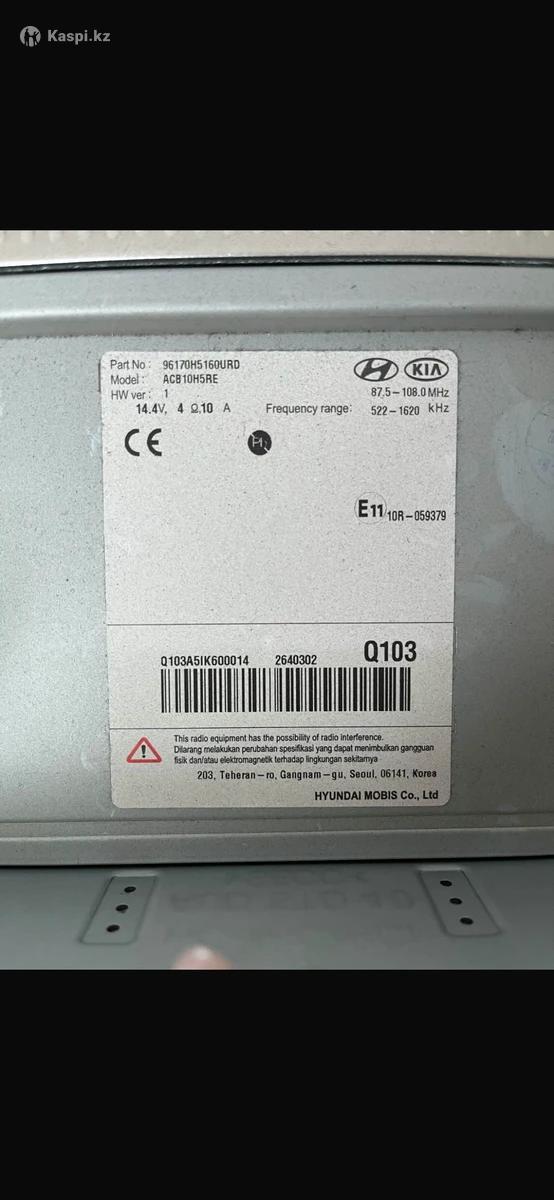 Kaspi.kz
Part No : 96170H5160URD
Model : ACB10H5RE
HW ver : 1
14.4V, 4 Ω,10 A
KIA
87.5-108.0 MHz
Frequency range: 522-1620 kHz
CE
E11 10R-059379
Q103A5IK600014 2640302 Q103
This radio equipment has the possibility of radio interference.
Dilarang melakukan perubahan spesifikasi yang dapat menimbulkan gangguan
fisik dan/atau elektromagnetik terhadap lingkungan sekitarnya
203, Teheran-ro, Gangnam-gu, Seoul, 06141, Korea
HYUNDAI MOBIS Co., Ltd